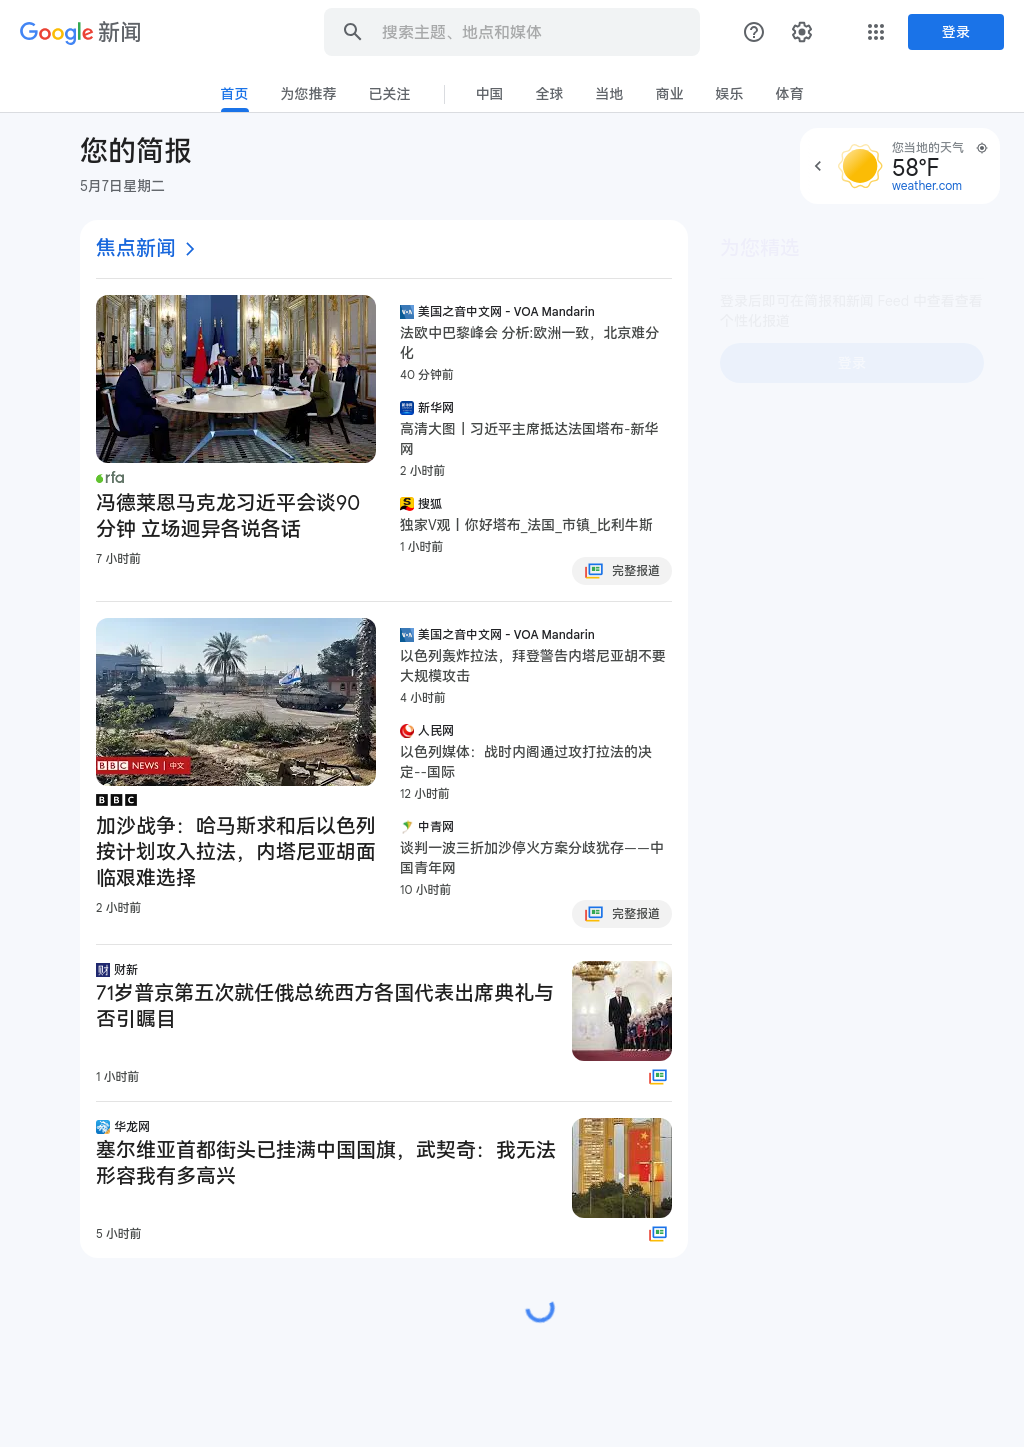 Google 新闻
搜索主题、地点和媒体
登录
首页
为您推荐
已关注
中国
全球
当地
商业
娱乐
体育
您的简报
5月7日星期二
您当地的天气
58°F
weather.com
焦点新闻
rfa
冯德莱恩马克龙习近平会谈90
分钟 立场迥异各说各话
7 小时前
美国之音中文网 - VOA Mandarin
法欧中巴黎峰会 分析:欧洲一致，北京难分
化
40 分钟前
新华网
高清大图丨习近平主席抵达法国塔布-新华
网
2 小时前
搜狐
独家V观丨你好塔布_法国_市镇_比利牛斯
1 小时前
完整报道
BBC NEWS | 中文
BBC
加沙战争：哈马斯求和后以色列
按计划攻入拉法，内塔尼亚胡面
临艰难选择
2 小时前
美国之音中文网 - VOA Mandarin
以色列轰炸拉法，拜登警告内塔尼亚胡不要
大规模攻击
4 小时前
人民网
以色列媒体：战时内阁通过攻打拉法的决
定--国际
12 小时前
中青网
谈判一波三折加沙停火方案分歧犹存——中
国青年网
10 小时前
完整报道
财新
71岁普京第五次就任俄总统西方各国代表出席典礼与
否引瞩目
1 小时前
华龙网
塞尔维亚首都街头已挂满中国国旗，武契奇：我无法
形容我有多高兴
5 小时前
为您精选
登录后即可在简报和新闻 Feed 中查看查看
个性化报道
登录